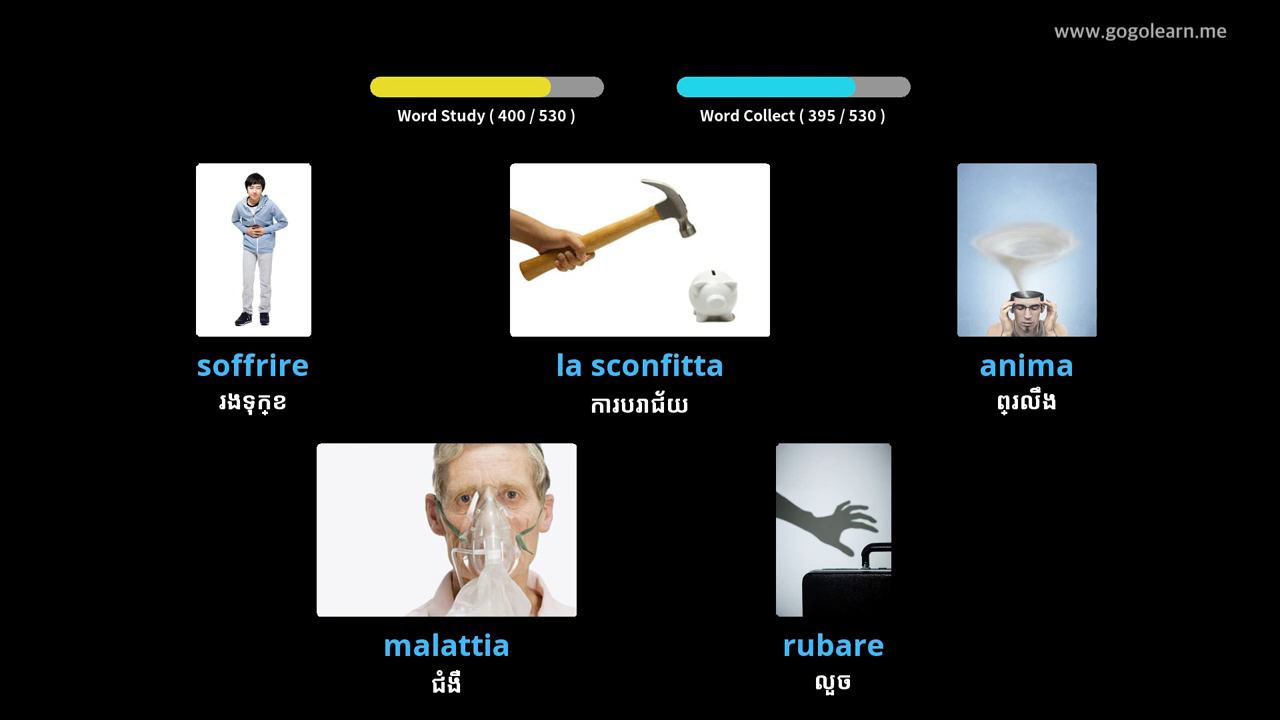 www.gogolearn.me
Word Study ( 400 / 530 )
Word Collect ( 395 / 530 )
soffrire
រងទុក្ខ
la sconfitta
ការបរាជ័យ
anima
ព្រលឹង
malattia
ជំងឺ
rubare
លួច